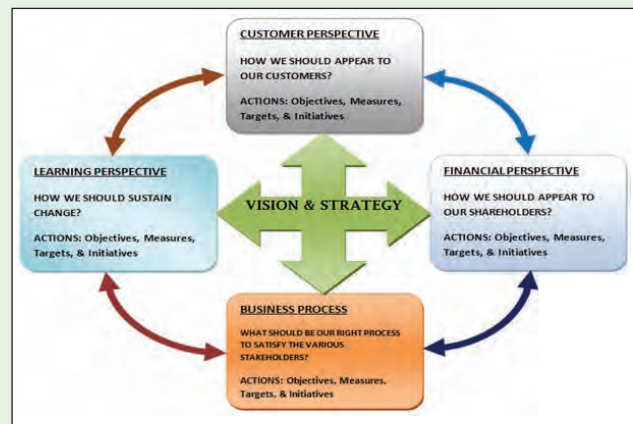 CUSTOMER PERSPECTIVE
HOW WE SHOULD APPEAR TO
OUR CUSTOMERS?
ACTIONS: Objectives, Measures,
Targets, & Initiatives
LEARNING PERSPECTIVE
HOW WE SHOULD SUSTAIN
CHANGE?
ACTIONS: Objectives, Measures,
Targets, & Initiatives
VISION & STRATEGY
FINANCIAL PERSPECTIVE
HOW WE SHOULD APPEAR TO
OUR SHAREHOLDERS?
ACTIONS: Objectives, Measures,
Targets, & Initiatives
BUSINESS PROCESS
WHAT SHOULD BE OUR RIGHT PROCESS
TO SATISFY THE VARIOUS
STAKEHOLDERS?
ACTIONS: Objectives, Measures,
Targets, & Initiatives